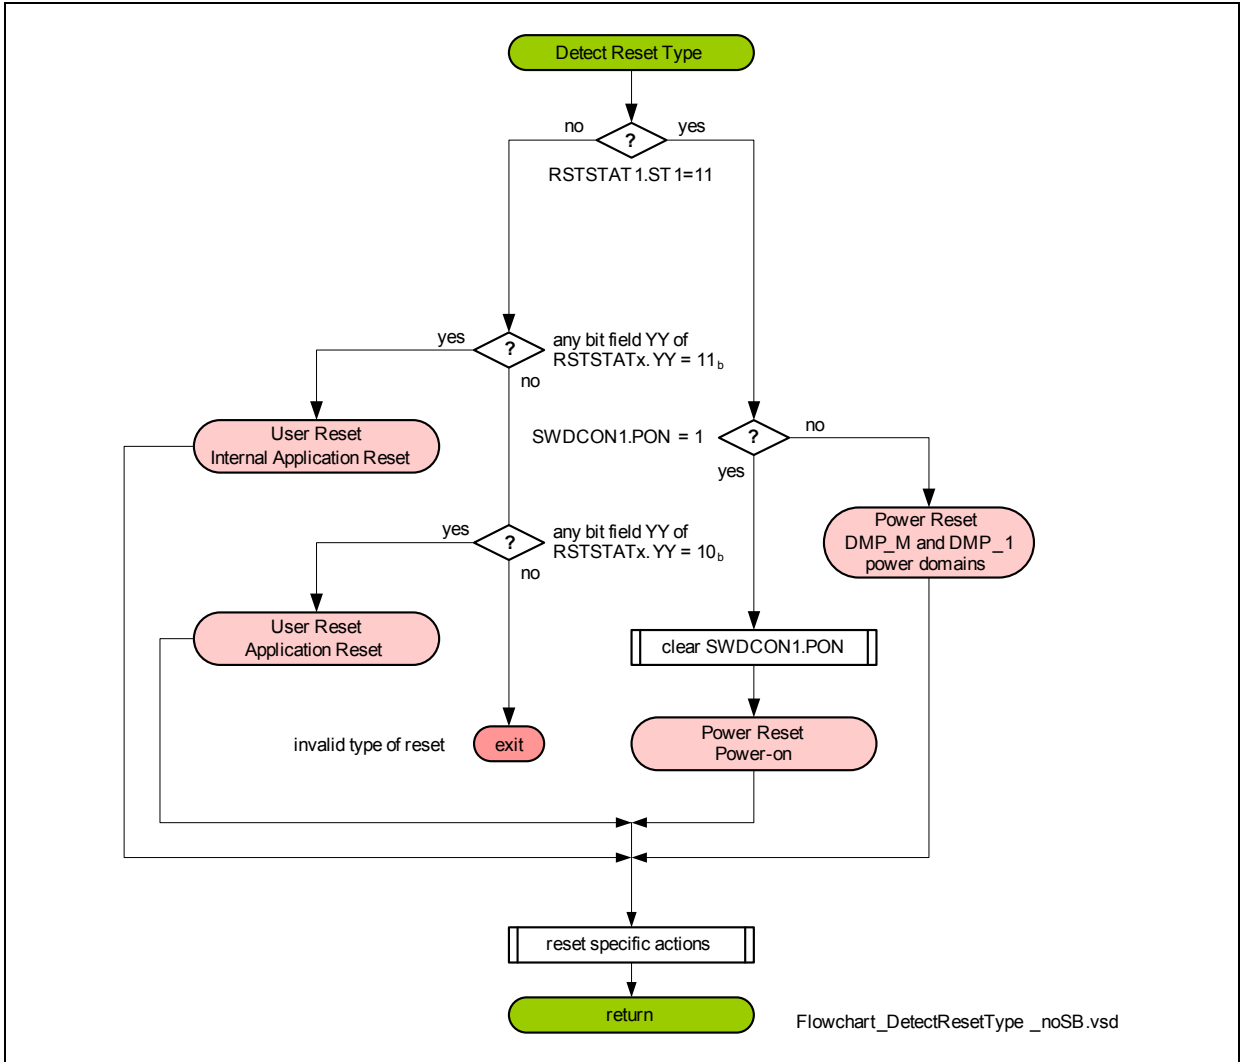 Detect Reset Type
no
?
yes
RSTSTAT1.ST1=11
yes
?
any bit field YY of
RSTSTATx.YY = 11b
no
User Reset
Internal Application Reset
SWDCON1.PON = 1
?
no
yes
Power Reset
DMP_M and DMP_1
power domains
yes
?
any bit field YY of
RSTSTATx.YY = 10b
no
User Reset
Application Reset
clear SWDCON1.PON
invalid type of reset
exit
Power Reset
Power-on
reset specific actions
return
Flowchart_DetectResetType _noSB.vsd